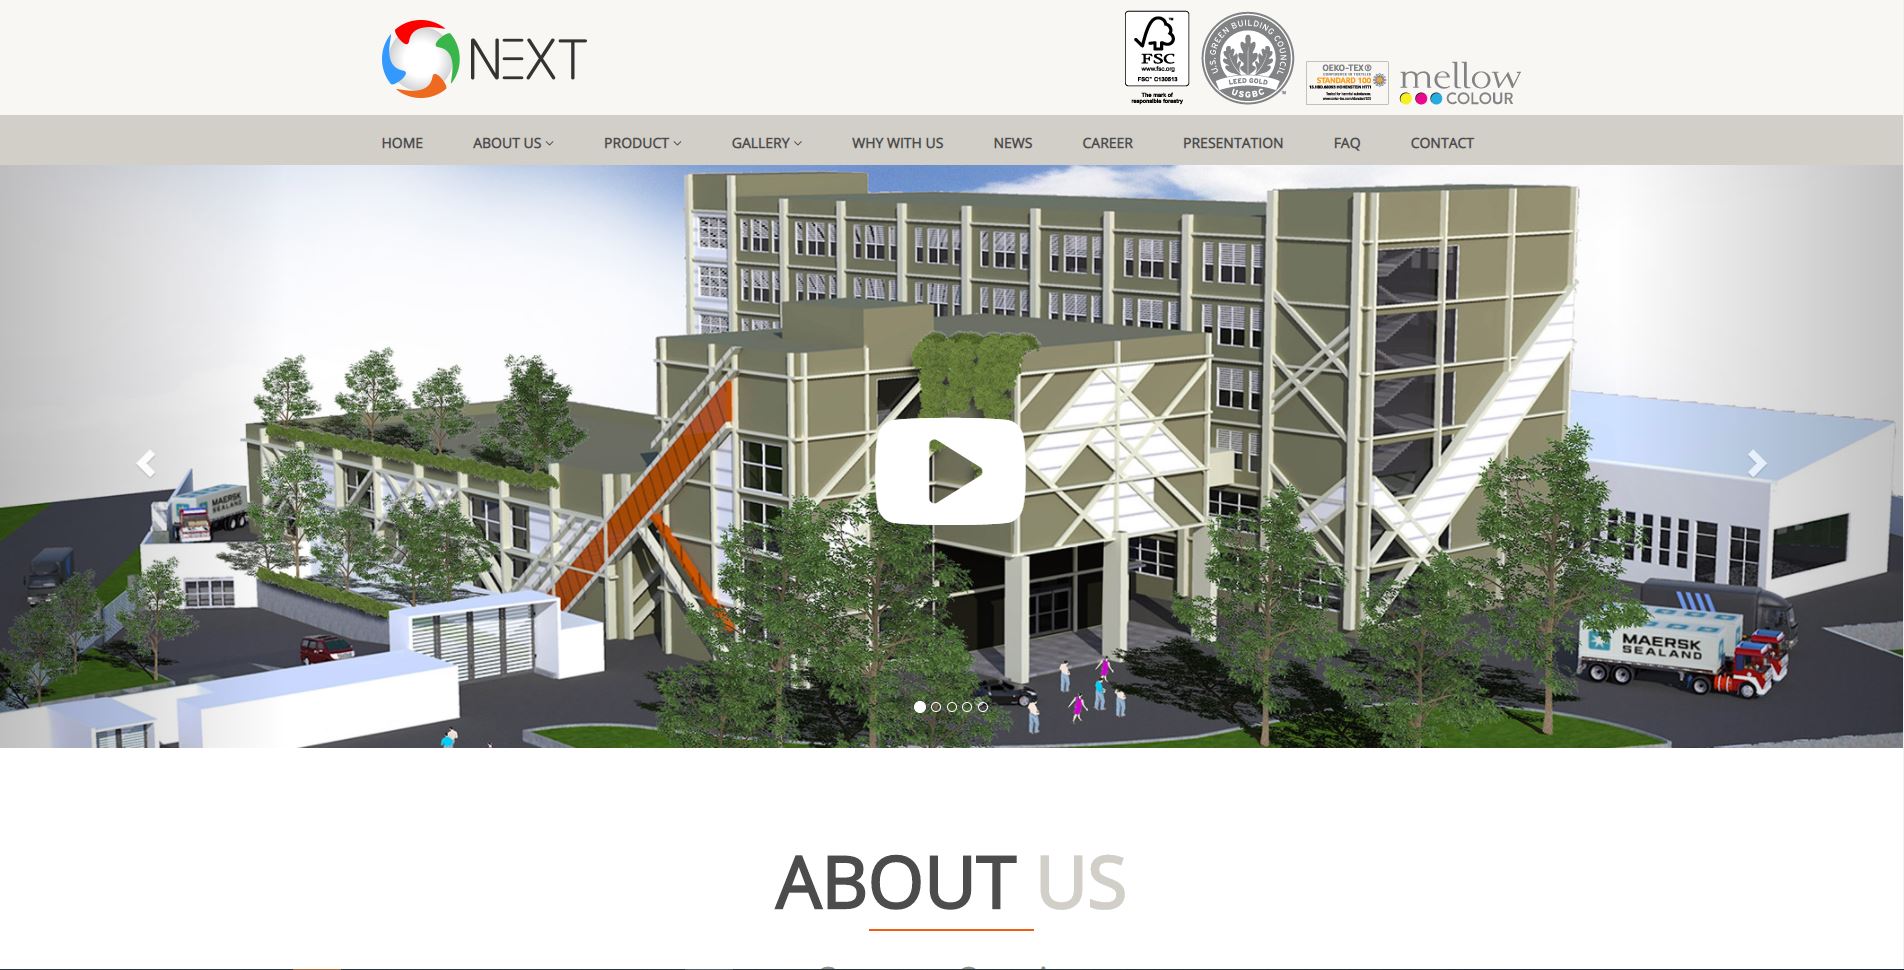 NEXT
FSC
www.fsc.org
FSC™ C130513
The mark of
responsible forestry
U.S. GREEN BUILDING COUNCIL
LEED GOLD
USGBC
OEKO-TEX®
STANDARD 100
mellow
COLOUR
HOME ABOUT US PRODUCT GALLERY WHY WITH US NEWS CAREER PRESENTATION FAQ CONTACT
MAERSK
SEALAND
MAERSK
SEALAND
ABOUT US